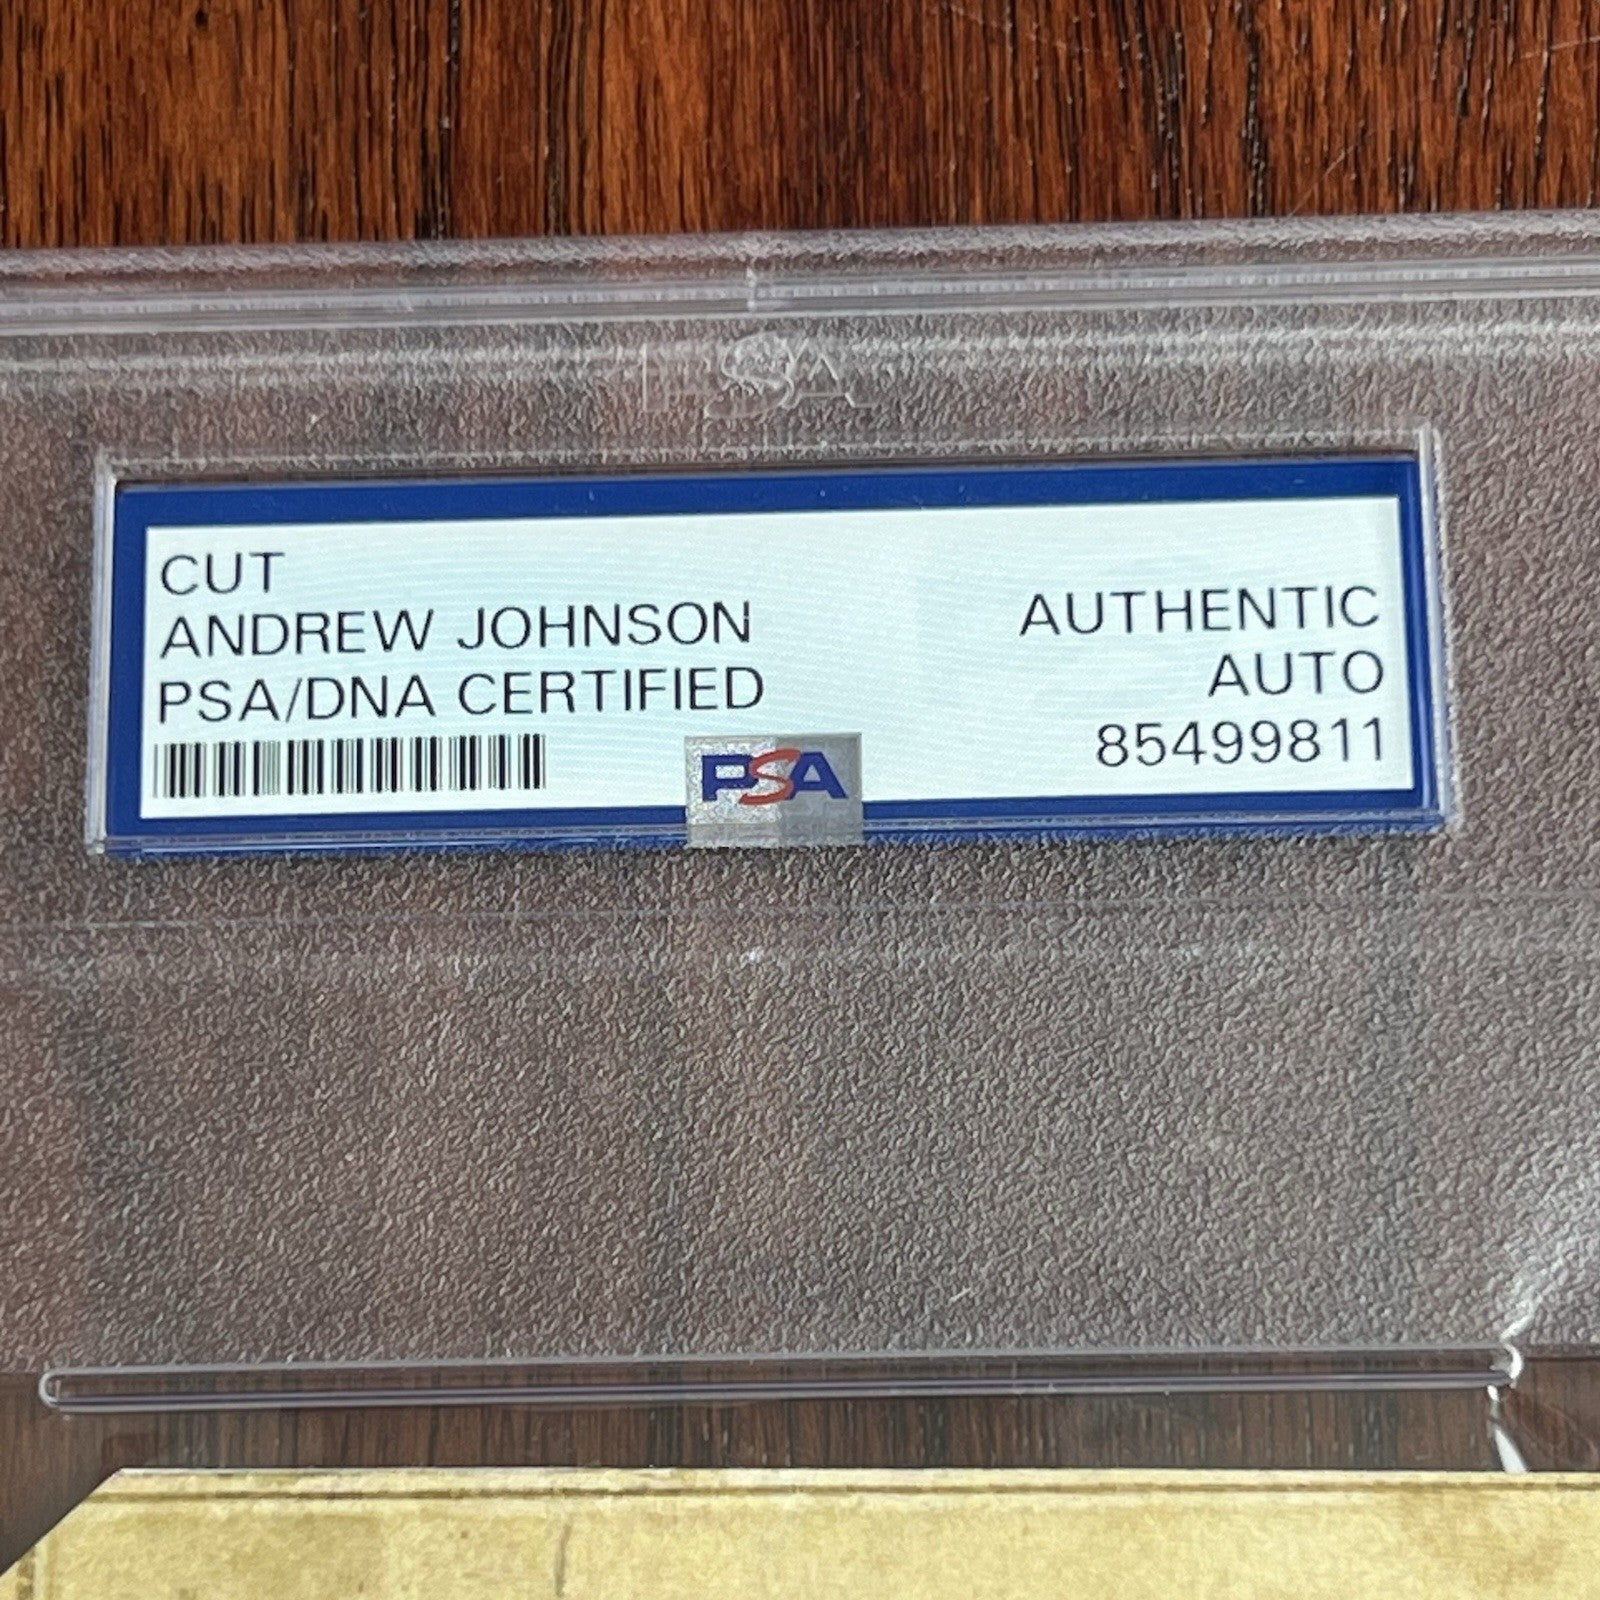 PSA
CUT
ANDREW JOHNSON
PSA/DNA CERTIFIED
AUTHENTIC
AUTO
85499811
PSA